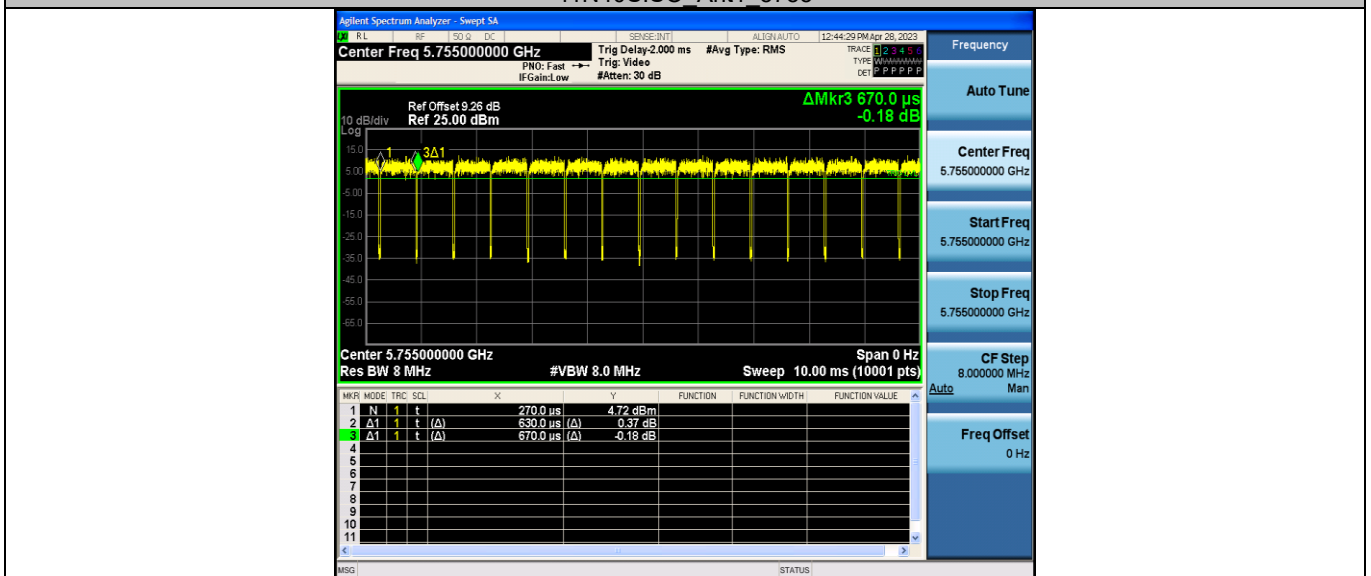 Agilent Spectrum Analyzer - Swept SA
RL RF 50 Ω DC SENSE:INT ALIGN AUTO 12:44:29 PM Apr 28, 2023
Center Freq 5.755000000 GHz
PNO: Fast
IFGain:Low
Trig Delay-2.000 ms
Trig: Video
#Atten: 30 dB
#Avg Type: RMS
TRACE 1 2 3 4 5 6
TYPE
DET P P P P P P
Ref Offset 9.26 dB
10 dB/div Ref 25.00 dBm
Log
ΔMkr3 670.0 µs
-0.18 dB
15.0
5.00
-5.00
-15.0
-25.0
-35.0
-45.0
-55.0
-65.0
1
3Δ1
Center 5.755000000 GHz Span 0 Hz
Res BW 8 MHz #VBW 8.0 MHz Sweep 10.00 ms (10001 pts)
MKR MODE TRC SCL X Y FUNCTION FUNCTION WIDTH FUNCTION VALUE
1 N 1 t 270.0 µs 4.72 dBm
2 Δ1 1 t (Δ) 630.0 µs (Δ) 0.37 dB
3 Δ1 1 t (Δ) 670.0 µs (Δ) -0.18 dB
4
5
6
7
8
9
10
11
MSG STATUS
Frequency
Auto Tune
Center Freq
5.755000000 GHz
Start Freq
5.755000000 GHz
Stop Freq
5.755000000 GHz
CF Step
8.000000 MHz
Auto Man
Freq Offset
0 Hz